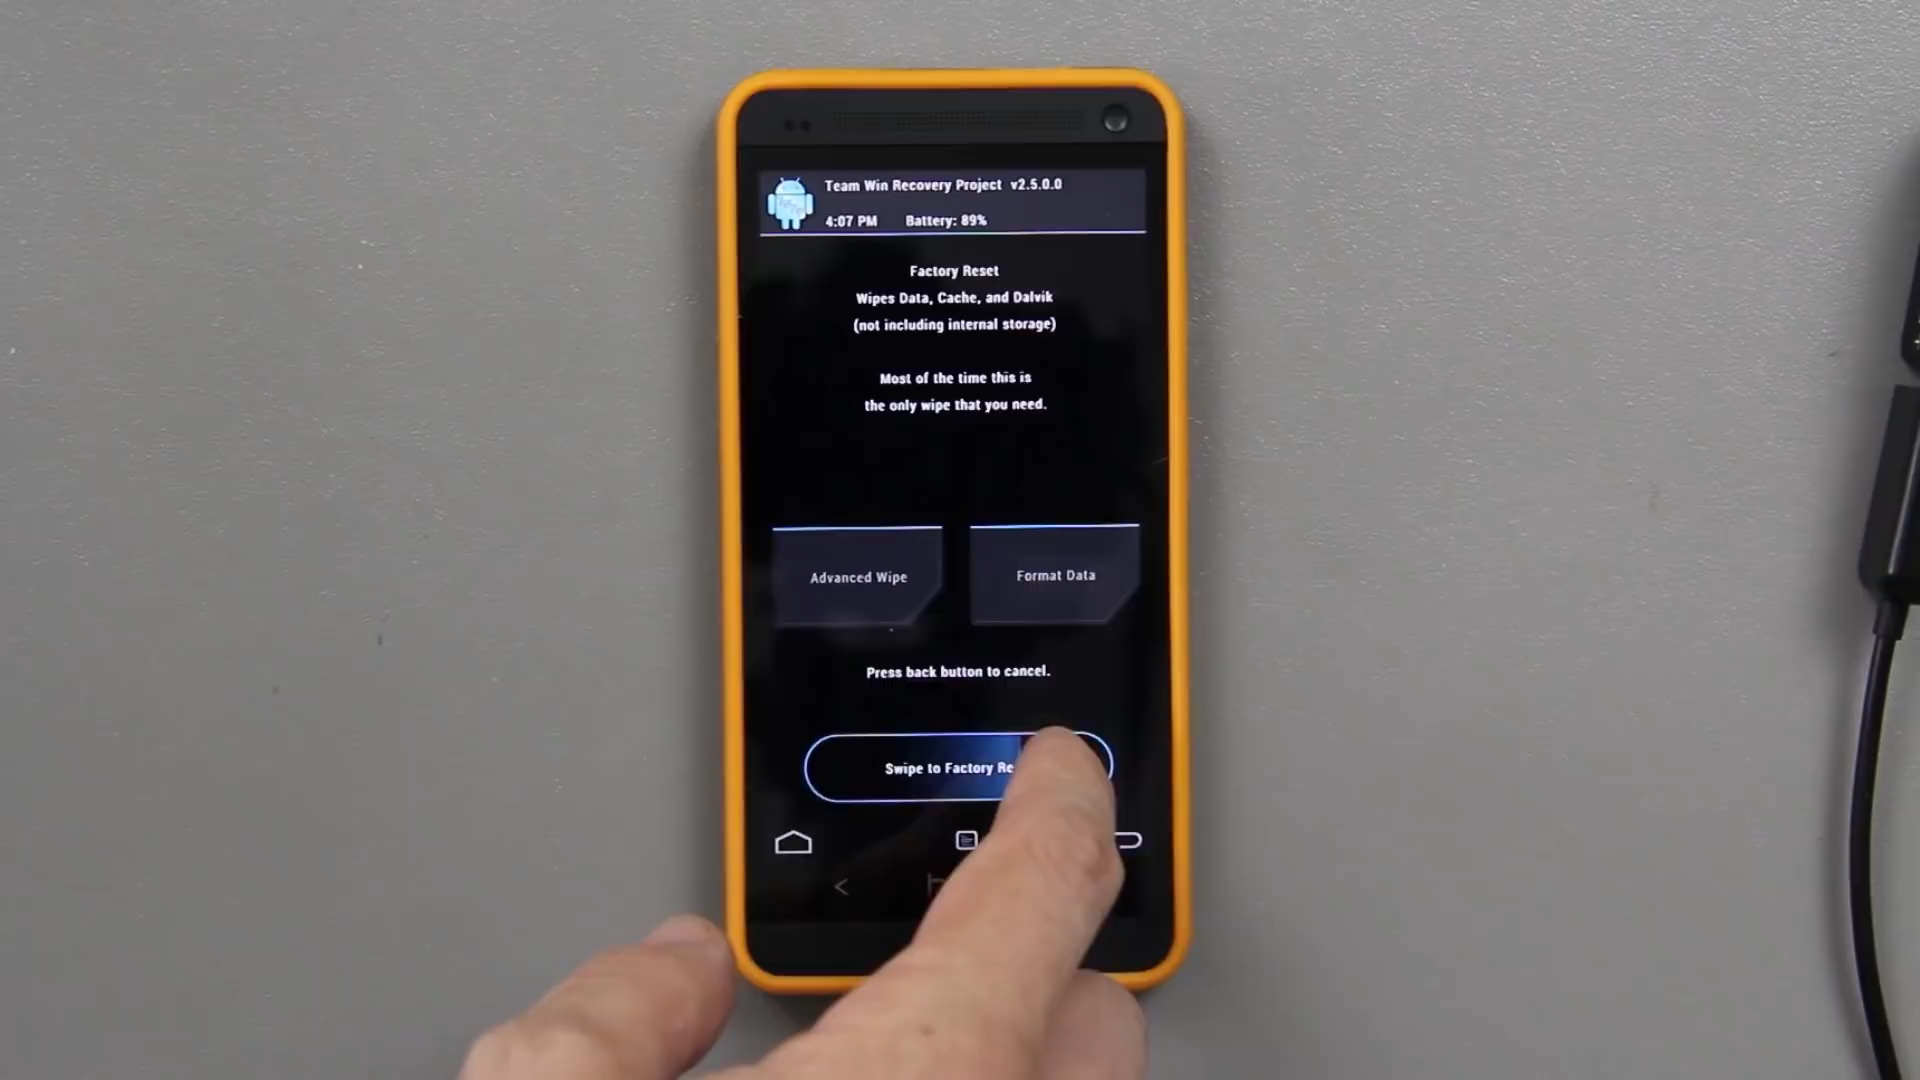 Team Win Recovery Project v2.5.0.0
4:07 PM Battery: 89%
Factory Reset
Wipes Data, Cache, and Dalvik
(not including internal storage)
Most of the time this is
the only wipe that you need.
Advanced Wipe
Format Data
Press back button to cancel.
Swipe to Factory Re